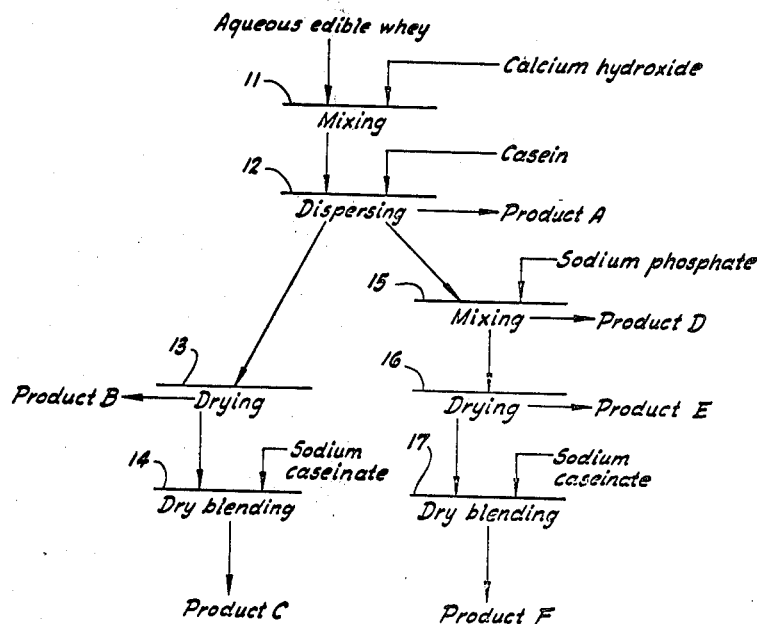 Aqueous edible whey
Calcium hydroxide
11
Mixing
Casein
12
Dispersing
Product A
Sodium phosphate
15
Mixing
Product D
13
16
Product B
Drying
Drying
Product E
14
Sodium
caseinate
17
Sodium
caseinate
Dry blending
Dry blending
Product C
Product F